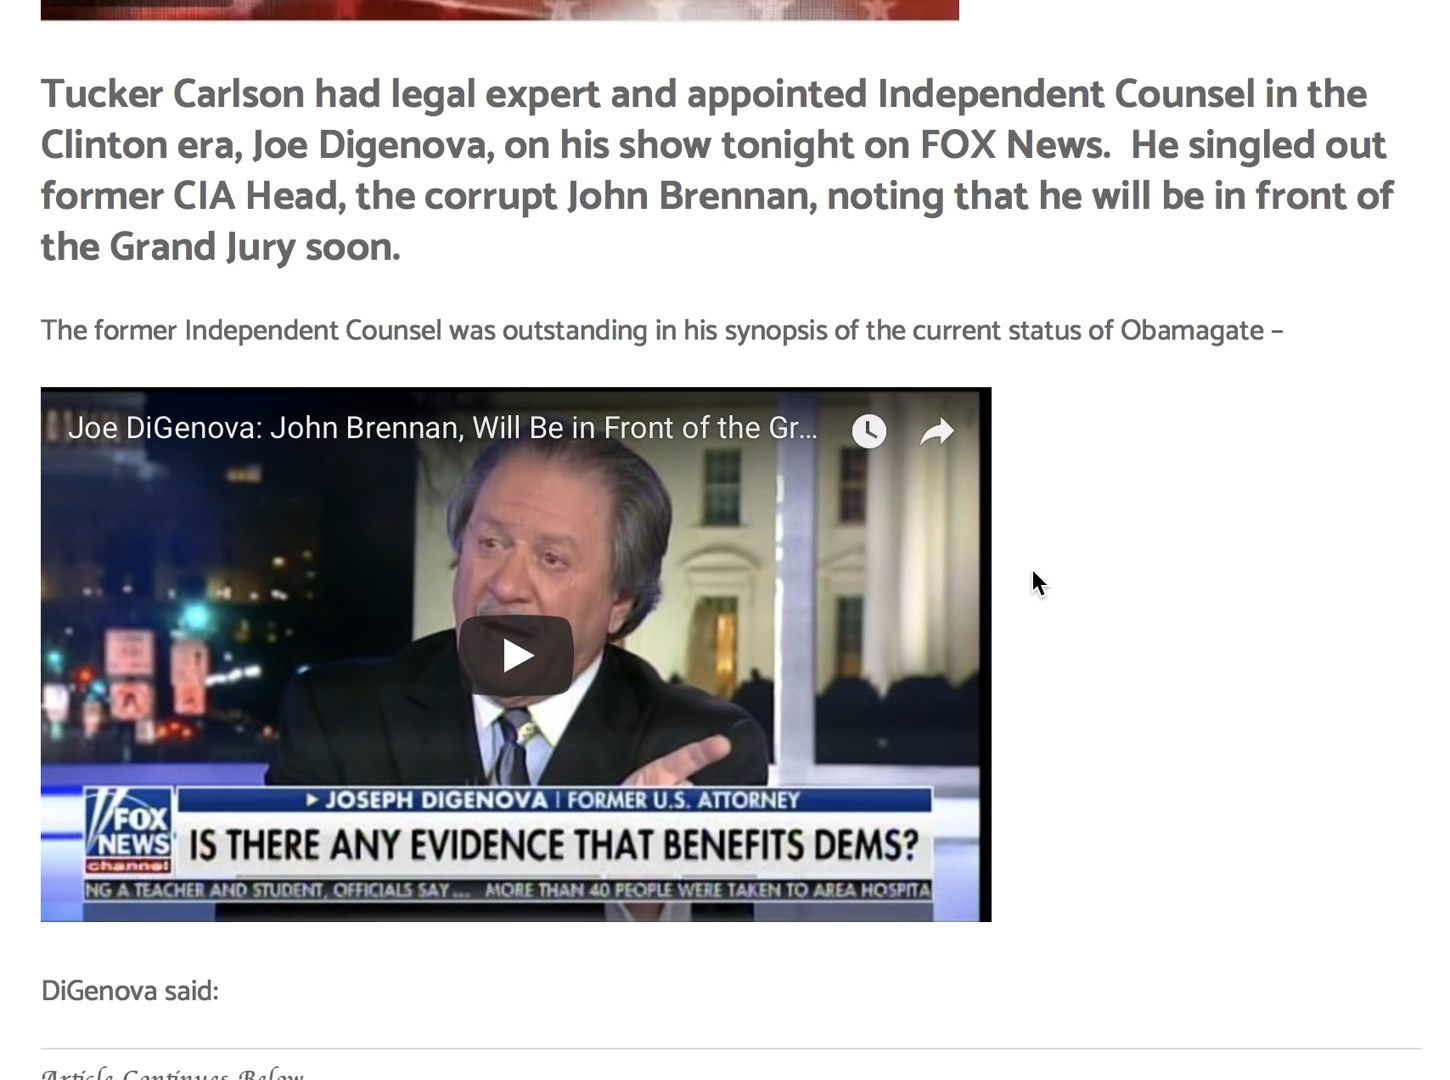 Tucker Carlson had legal expert and appointed Independent Counsel in the
Clinton era, Joe Digenova, on his show tonight on FOX News.  He singled out
former CIA Head, the corrupt John Brennan, noting that he will be in front of
the Grand Jury soon.
The former Independent Counsel was outstanding in his synopsis of the current status of Obamagate –
Joe DiGenova: John Brennan, Will Be in Front of the Gr...
JOSEPH DIGENOVA | FORMER U.S. ATTORNEY
FOX
NEWS
channel
IS THERE ANY EVIDENCE THAT BENEFITS DEMS?
NG A TEACHER AND STUDENT, OFFICIALS SAY... MORE THAN 40 PEOPLE WERE TAKEN TO AREA HOSPITA
DiGenova said:
Article Continues Below